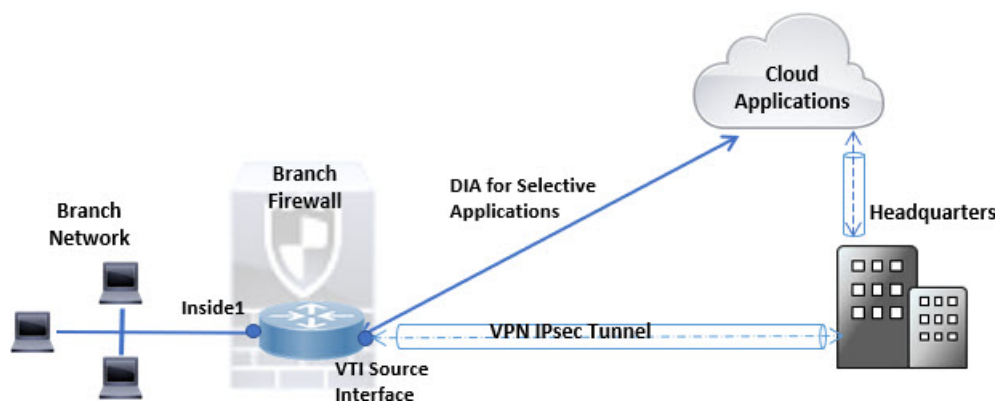 Cloud
Applications
Branch
Firewall
DIA for Selective
Applications
Branch
Network
Headquarters
Inside1
VPN IPsec Tunnel
VTI Source
Interface